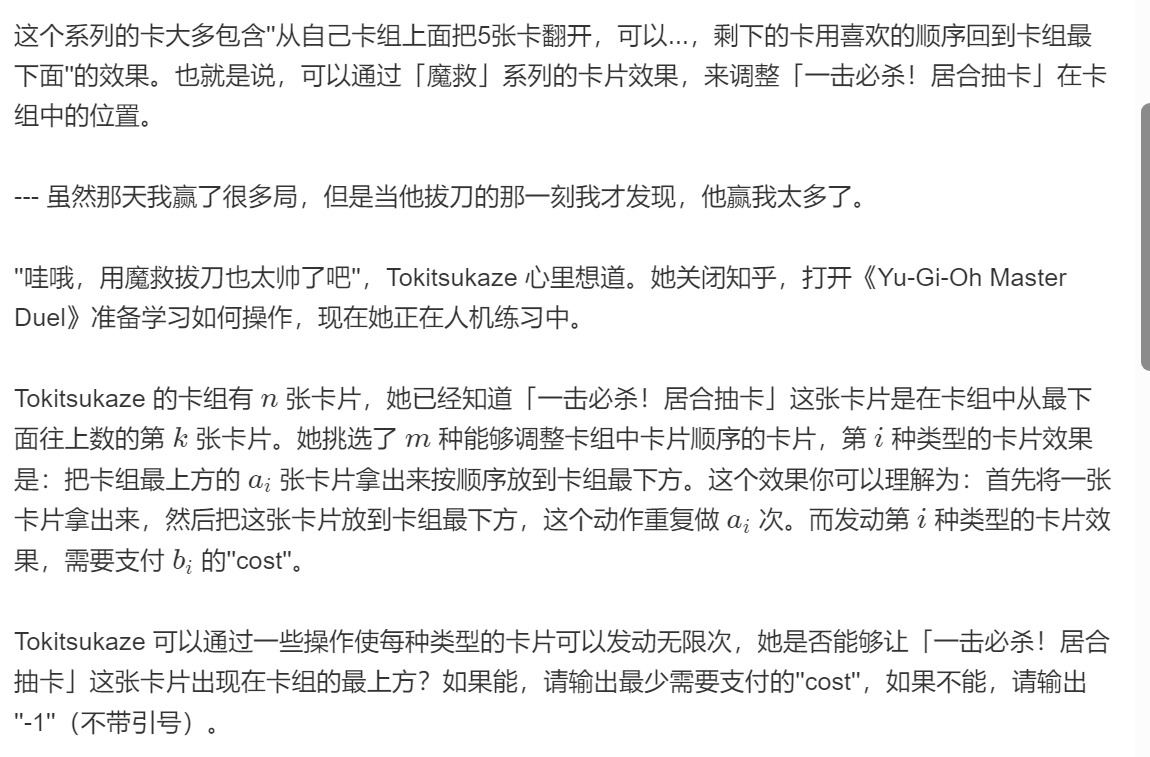 这个系列的卡大多包含"从自己卡组上面把5张卡翻开，可以...，剩下的卡用喜欢的顺序回到卡组最
下面"的效果。也就是说，可以通过「魔救」系列的卡片效果，来调整「一击必杀！居合抽卡」在卡
组中的位置。
--- 虽然那天我赢了很多局，但是当他拔刀的那一刻我才发现，他赢我太多了。
"哇哦，用魔救拔刀也太帅了吧"，Tokitsukaze 心里想道。她关闭知乎，打开《Yu-Gi-Oh Master
Duel》准备学习如何操作，现在她正在人机练习中。
Tokitsukaze 的卡组有 n 张卡片，她已经知道「一击必杀！居合抽卡」这张卡片是在卡组中从最下
面往上数的第 k 张卡片。她挑选了 m 种能够调整卡组中卡片顺序的卡片，第 i 种类型的卡片效果
是：把卡组最上方的 a_i 张卡片拿出来按顺序放到卡组最下方。这个效果你可以理解为：首先将一张
卡片拿出来，然后把这张卡片放到卡组最下方，这个动作重复做 a_i 次。而发动第 i 种类型的卡片效
果，需要支付 b_i 的"cost"。
Tokitsukaze 可以通过一些操作使每种类型的卡片可以发动无限次，她是否能够让「一击必杀！居合
抽卡」这张卡片出现在卡组的最上方？如果能，请输出最少需要支付的"cost"，如果不能，请输出
"-1"（不带引号）。